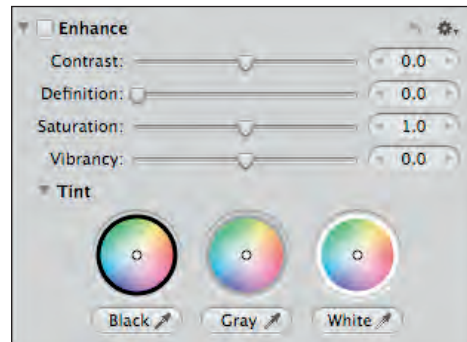 Enhance
Contrast: 0.0
Definition: 0.0
Saturation: 1.0
Vibrancy: 0.0
Tint
Black Gray White